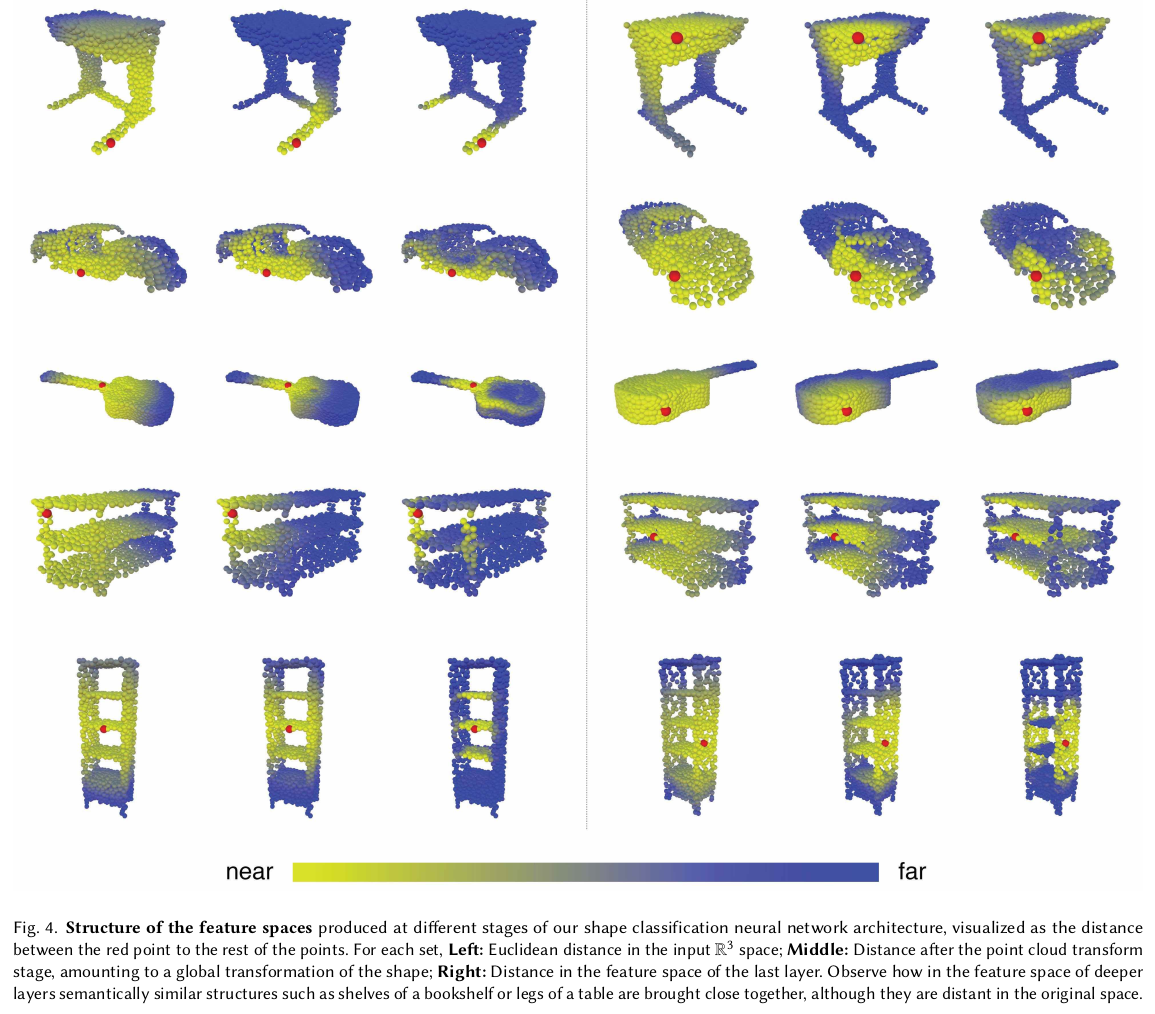 near far
Fig. 4. Structure of the feature spaces produced at different stages of our shape classification neural network architecture, visualized as the distance
between the red point to the rest of the points. For each set, Left: Euclidean distance in the input ℝ³ space; Middle: Distance after the point cloud transform
stage, amounting to a global transformation of the shape; Right: Distance in the feature space of the last layer. Observe how in the feature space of deeper
layers semantically similar structures such as shelves of a bookshelf or legs of a table are brought close together, although they are distant in the original space.